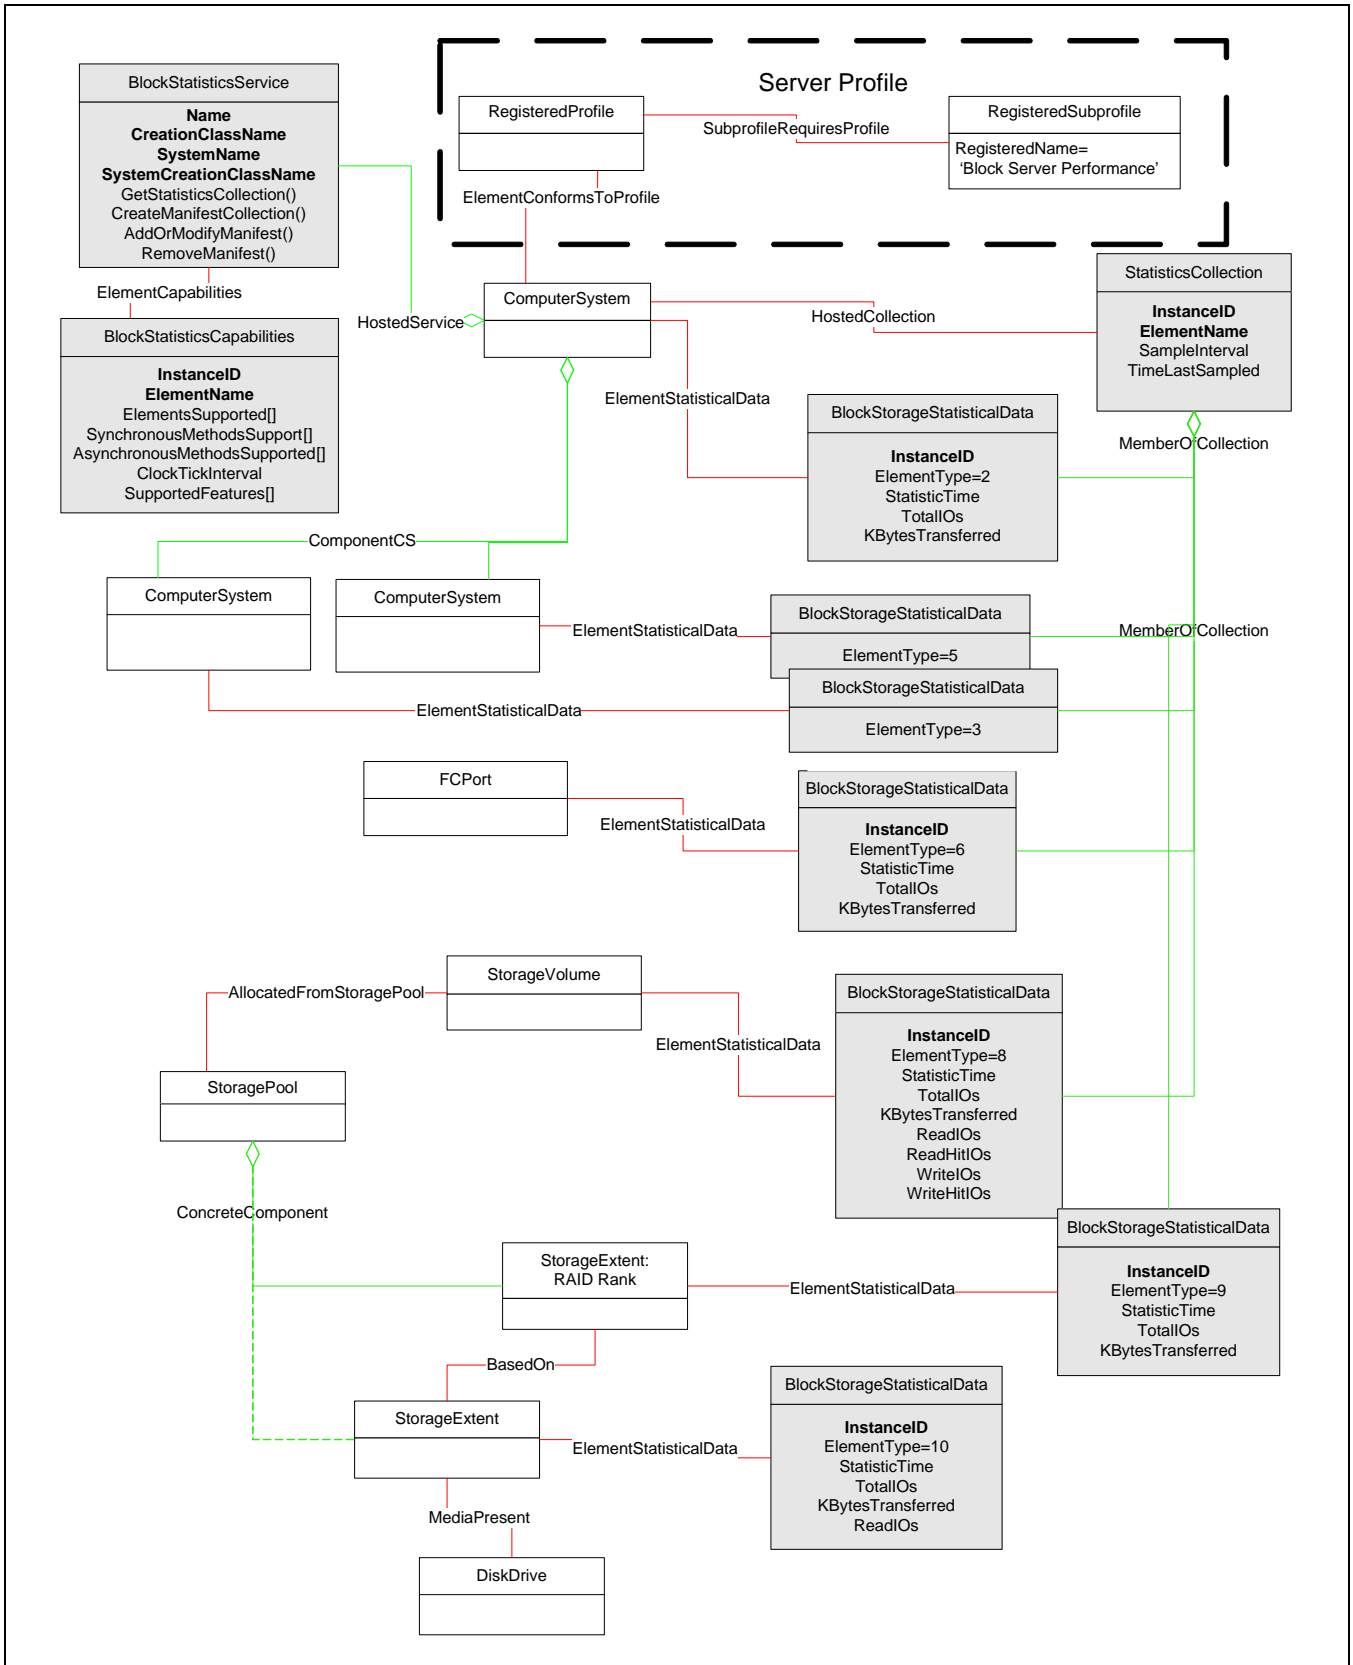 Server Profile
BlockStatisticsService
Name
CreationClassName
SystemName
SystemCreationClassName
GetStatisticsCollection()
CreateManifestCollection()
AddOrModifyManifest()
RemoveManifest()
RegisteredProfile
SubprofileRequiresProfile
RegisteredSubprofile
RegisteredName=
'Block Server Performance'
ElementConformsToProfile
ElementCapabilities
BlockStatisticsCapabilities
InstanceID
ElementName
ElementsSupported[]
SynchronousMethodsSupport[]
AsynchronousMethodsSupported[]
ClockTickInterval
SupportedFeatures[]
HostedService
ComputerSystem
HostedCollection
StatisticsCollection
InstanceID
ElementName
SampleInterval
TimeLastSampled
ElementStatisticalData
BlockStorageStatisticalData
InstanceID
ElementType=2
StatisticTime
TotalIOs
KBytesTransferred
MemberOfCollection
ComponentCS
ComputerSystem
ComputerSystem
ElementStatisticalData
BlockStorageStatisticalData
ElementType=5
MemberOfCollection
ElementStatisticalData
BlockStorageStatisticalData
ElementType=3
FCPort
ElementStatisticalData
BlockStorageStatisticalData
InstanceID
ElementType=6
StatisticTime
TotalIOs
KBytesTransferred
StorageVolume
AllocatedFromStoragePool
ElementStatisticalData
BlockStorageStatisticalData
InstanceID
ElementType=8
StatisticTime
TotalIOs
KBytesTransferred
ReadIOs
ReadHitIOs
WriteIOs
WriteHitIOs
StoragePool
ConcreteComponent
StorageExtent:
RAID Rank
ElementStatisticalData
BlockStorageStatisticalData
InstanceID
ElementType=9
StatisticTime
TotalIOs
KBytesTransferred
BasedOn
StorageExtent
ElementStatisticalData
BlockStorageStatisticalData
InstanceID
ElementType=10
StatisticTime
TotalIOs
KBytesTransferred
ReadIOs
MediaPresent
DiskDrive